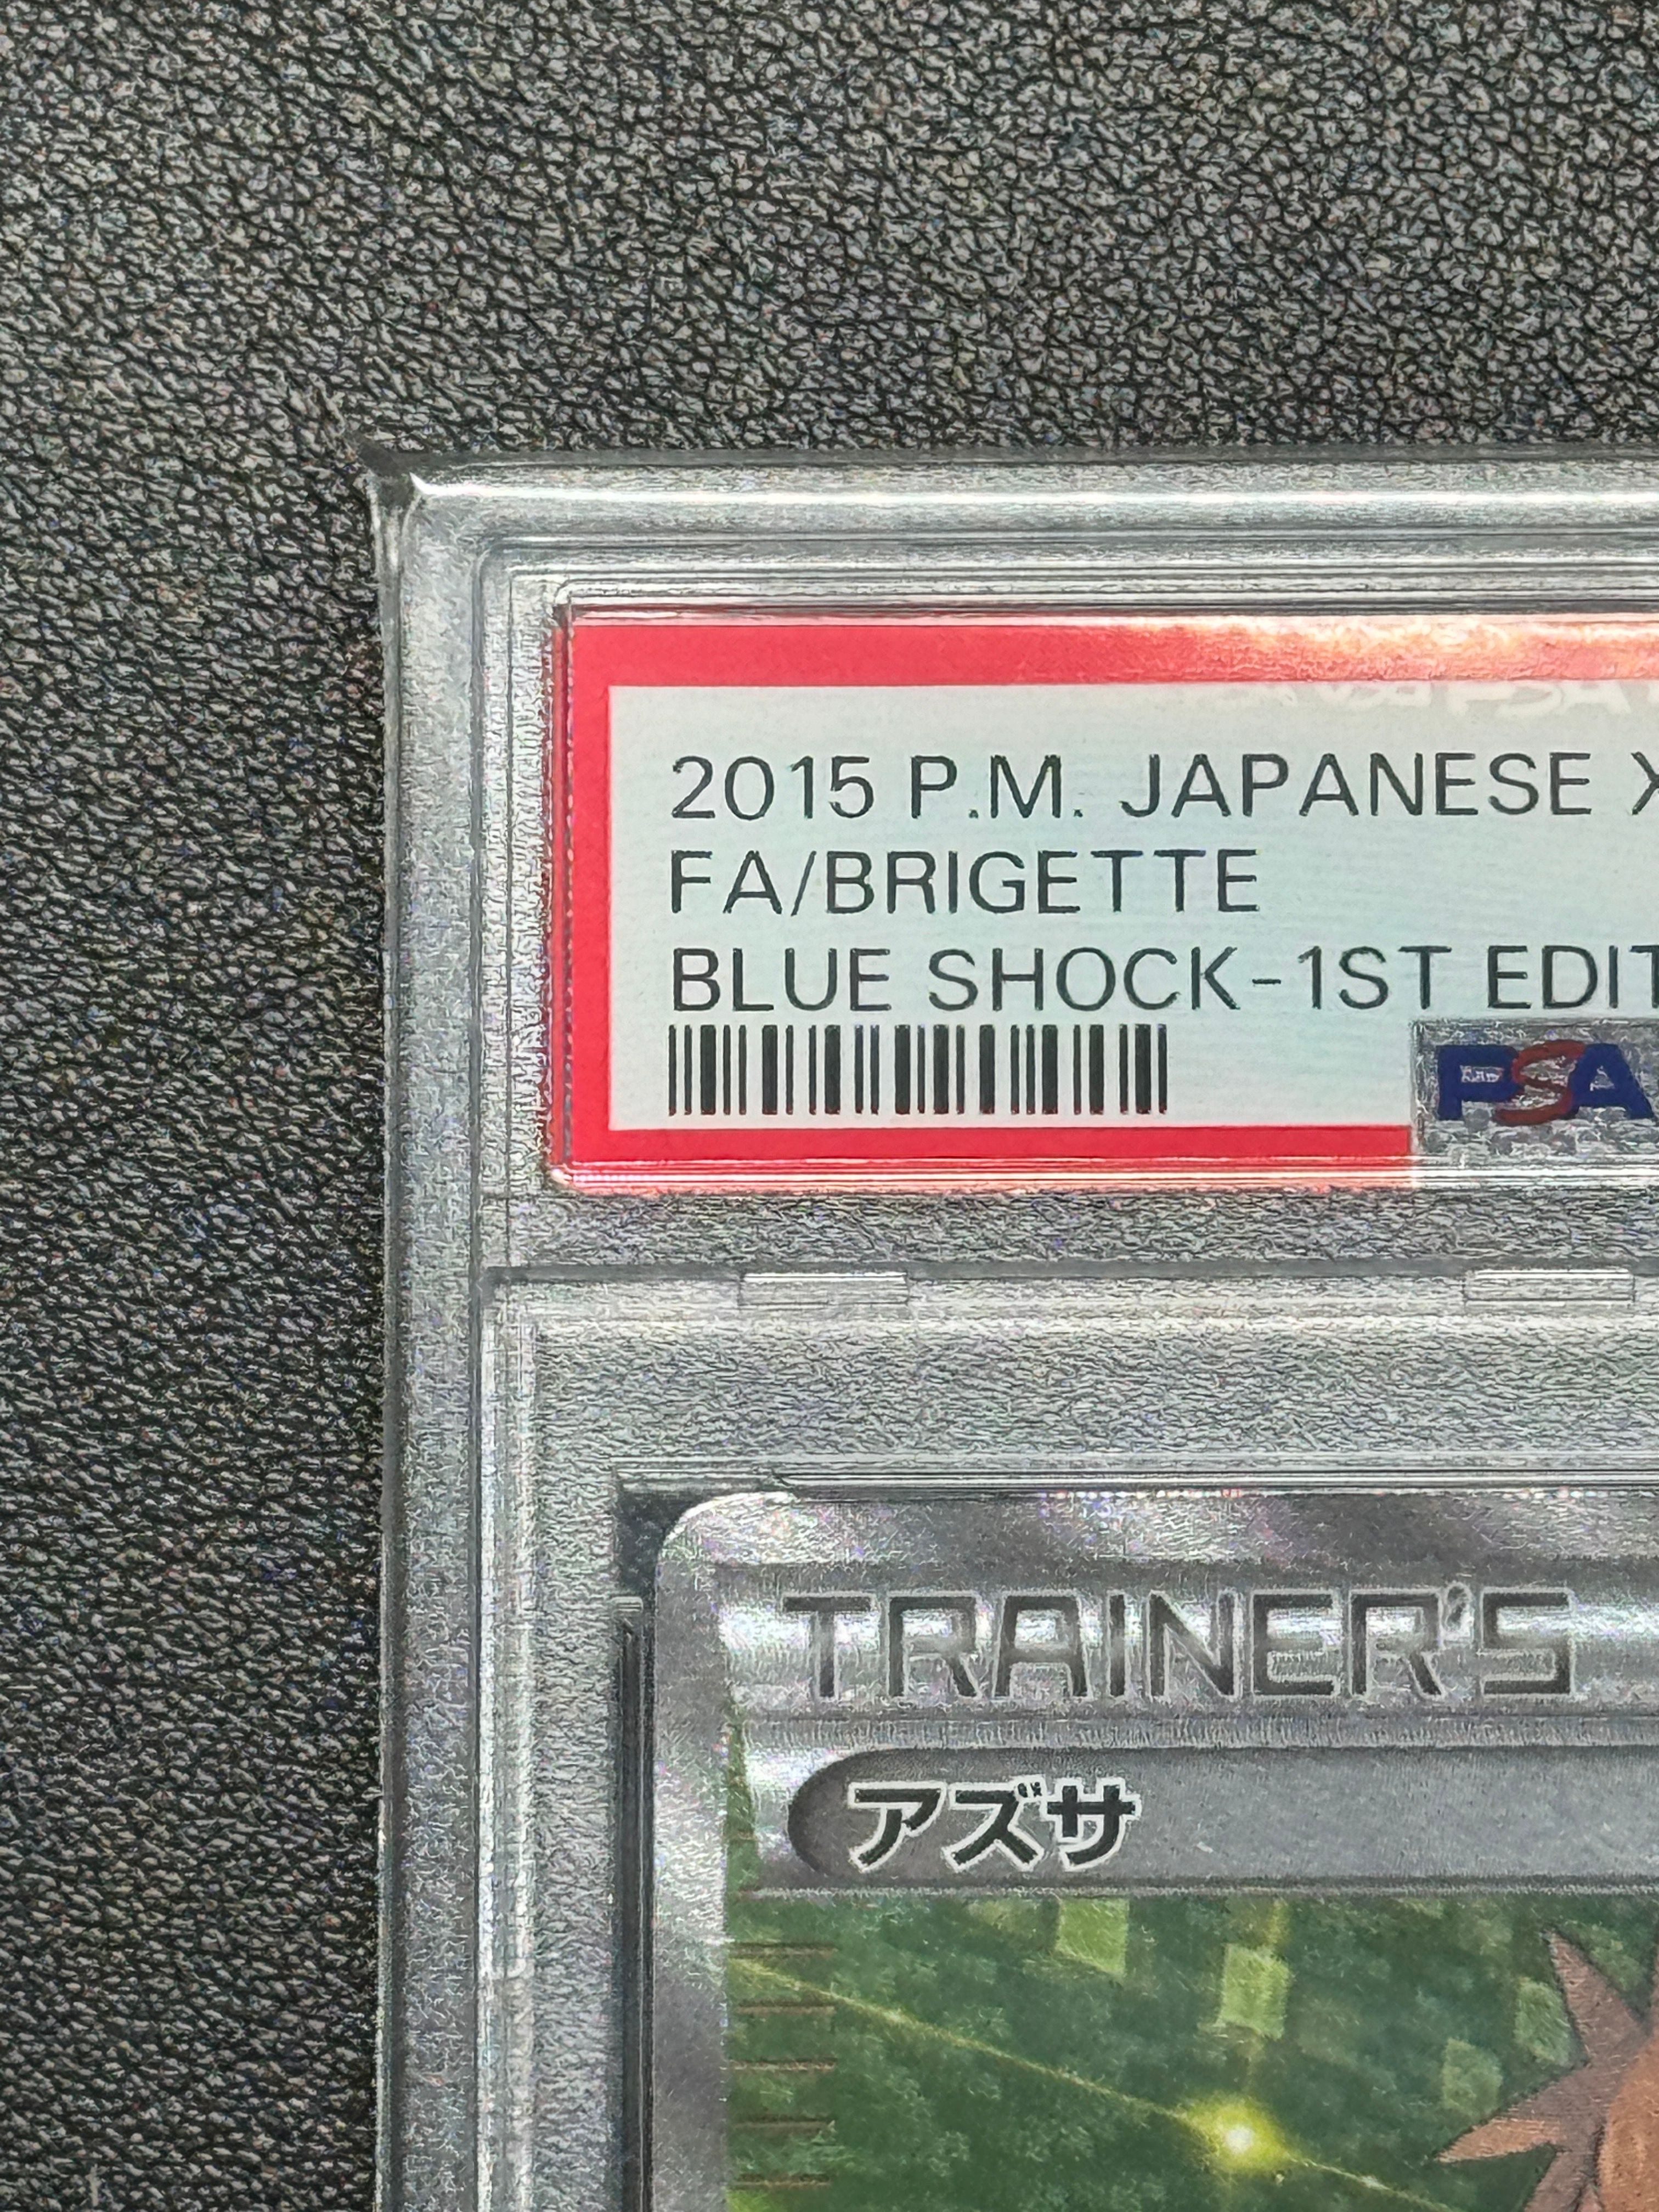 2015 P.M. JAPANESE X
FA/BRIGETTE
BLUE SHOCK-1ST EDIT
PSA
TRAINER'S
アズサ